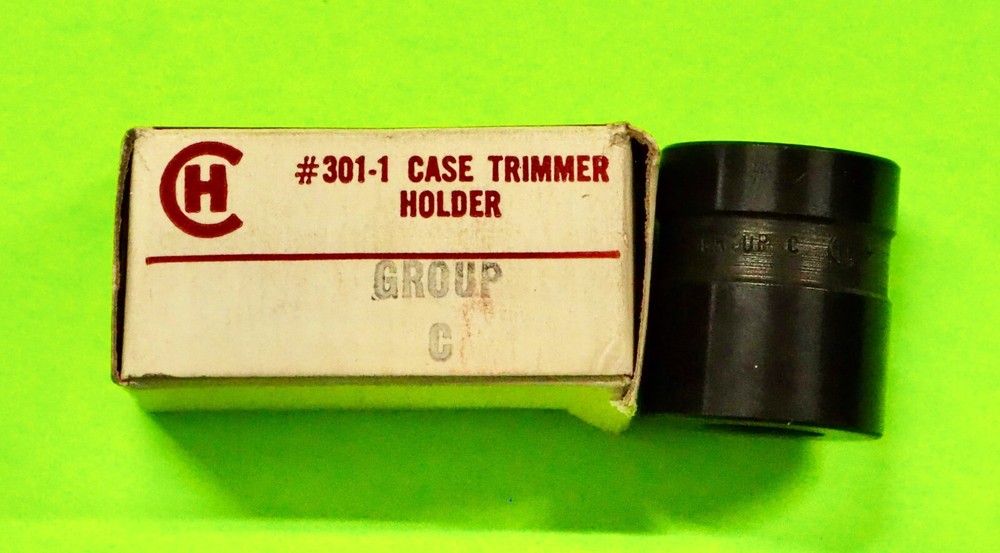 CH
#301-1 CASE TRIMMER
HOLDER
GROUP
C
C